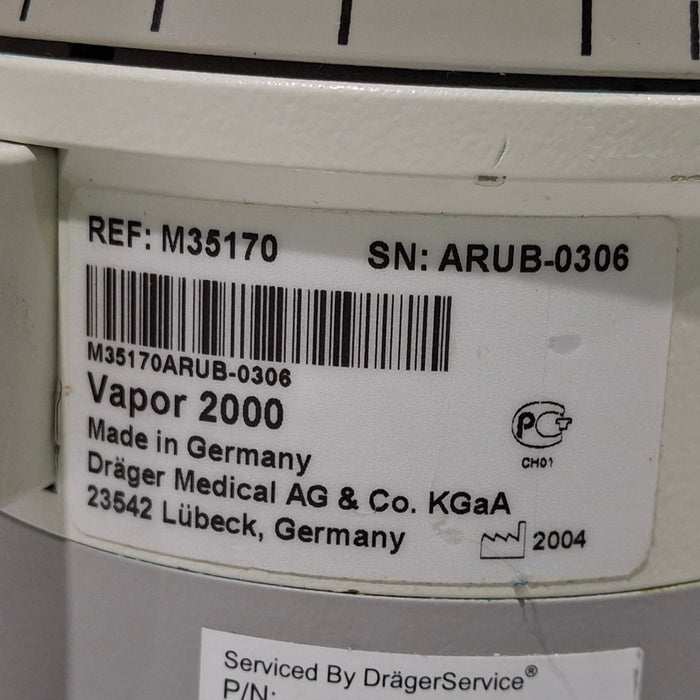 REF: M35170 SN: ARUB-0306
M35170ARUB-0306
Vapor 2000
Made in Germany
Dräger Medical AG & Co. KGaA
23542 Lübeck, Germany
PCT
CH01
2004
Serviced By DrägerService®
P/N: